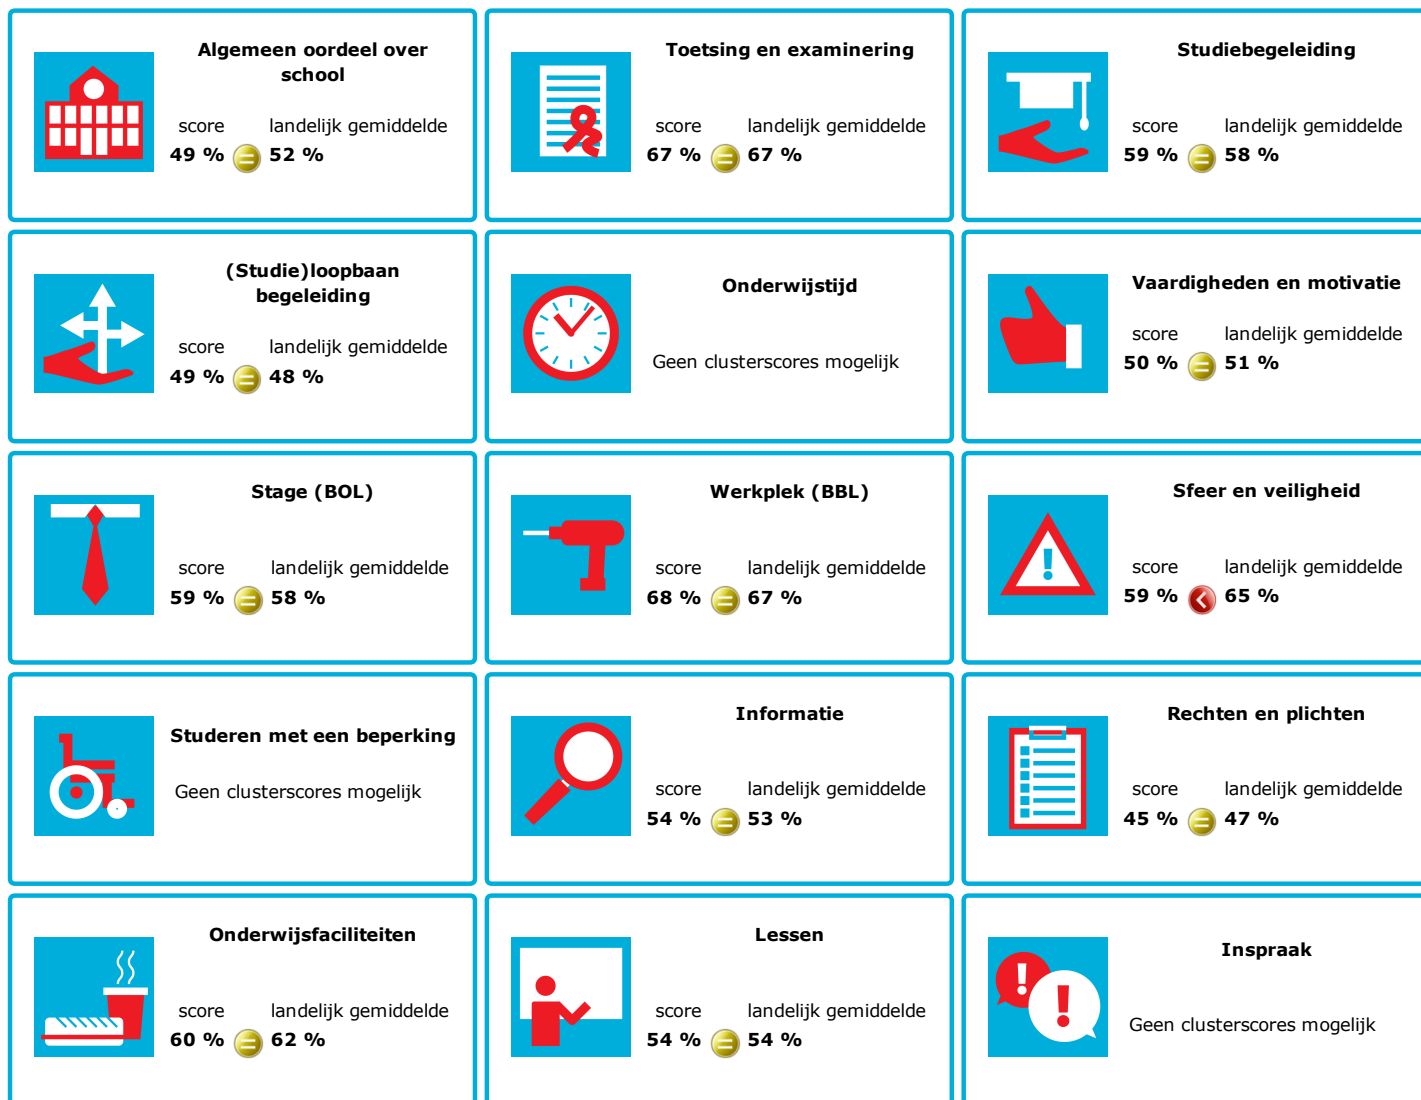 Algemeen oordeel over
school
score landelijk gemiddelde
49 % = 52 %
Toetsing en examinering
score landelijk gemiddelde
67 % = 67 %
Studiebegeleiding
score landelijk gemiddelde
59 % = 58 %
(Studie)loopbaan
begeleiding
score landelijk gemiddelde
49 % = 48 %
Onderwijstijd
Geen clusterscores mogelijk
Vaardigheden en motivatie
score landelijk gemiddelde
50 % = 51 %
Stage (BOL)
score landelijk gemiddelde
59 % = 58 %
Werkplek (BBL)
score landelijk gemiddelde
68 % = 67 %
Sfeer en veiligheid
score landelijk gemiddelde
59 % < 65 %
Studeren met een beperking
Geen clusterscores mogelijk
Informatie
score landelijk gemiddelde
54 % = 53 %
Rechten en plichten
score landelijk gemiddelde
45 % = 47 %
Onderwijsfaciliteiten
score landelijk gemiddelde
60 % = 62 %
Lessen
score landelijk gemiddelde
54 % = 54 %
Inspraak
Geen clusterscores mogelijk